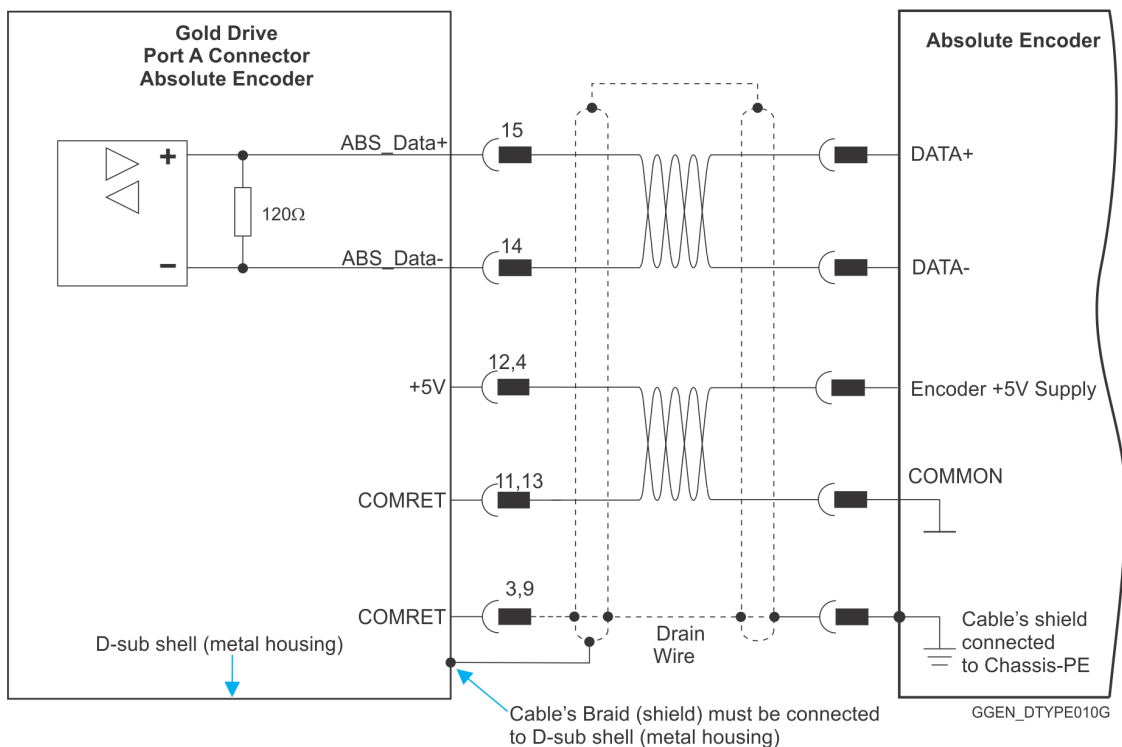 Gold Drive
Port A Connector
Absolute Encoder
Absolute Encoder
+
−
120Ω
ABS_Data+
15
DATA+
ABS_Data-
14
DATA-
+5V
12,4
Encoder +5V Supply
COMRET
11,13
COMMON
COMRET
3,9
Drain
Wire
Cable's shield
connected
to Chassis-PE
D-sub shell (metal housing)
Cable's Braid (shield) must be connected
to D-sub shell (metal housing)
GGEN_DTYPE010G